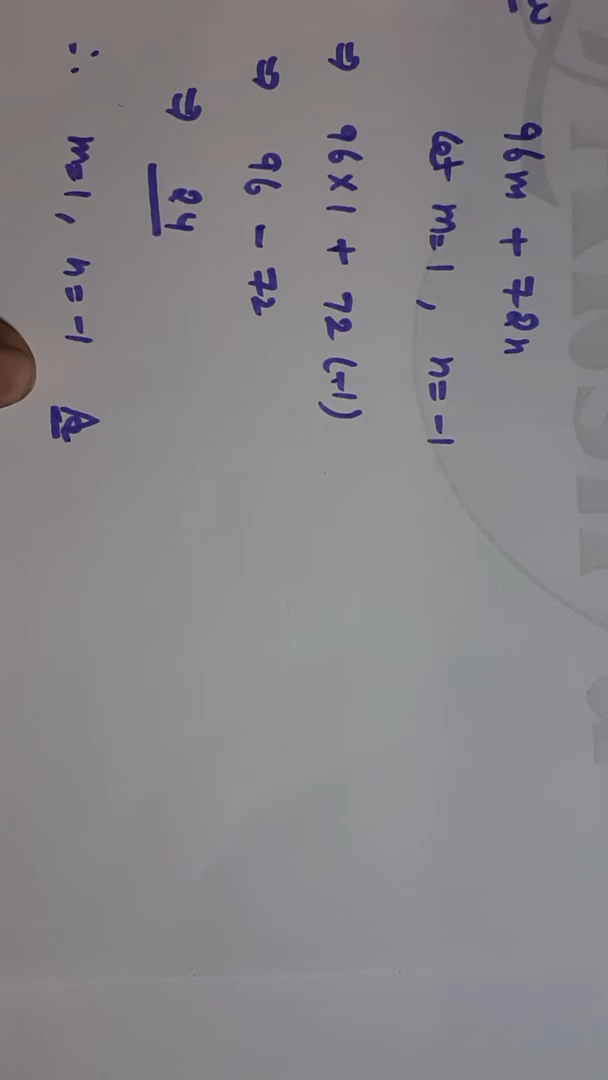 96m + 72n
let m=1, n=-1
⇒ 96×1 + 72(-1)
⇒ 96 - 72
⇒ 24
∴ m=1, n=-1